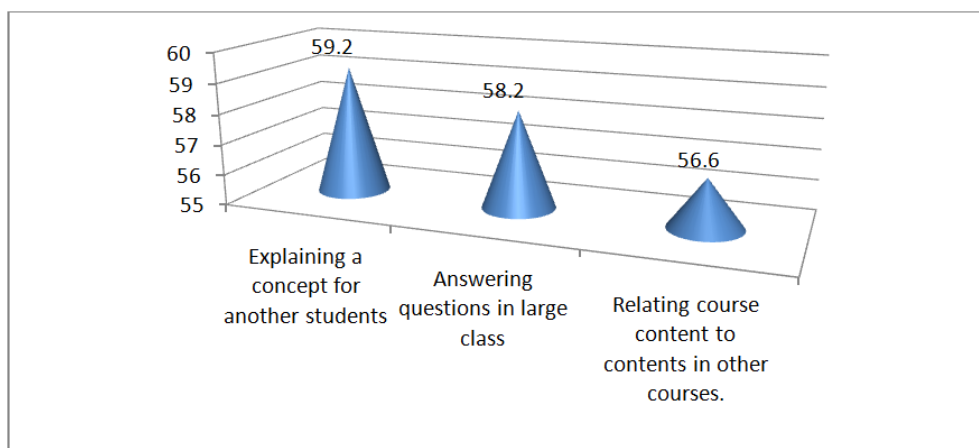 60
59
58
57
56
55
59.2
58.2
56.6
Explaining a
concept for
another students
Answering
questions in large
class
Relating course
content to
contents in other
courses.